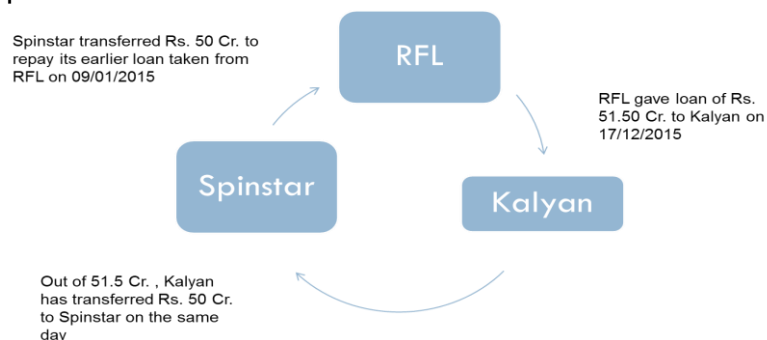 Spinstar transferred Rs. 50 Cr. to
repay its earlier loan taken from
RFL on 09/01/2015
RFL
RFL gave loan of Rs.
51.50 Cr. to Kalyan on
17/12/2015
Spinstar
Kalyan
Out of 51.5 Cr. , Kalyan
has transferred Rs. 50 Cr.
to Spinstar on the same
day